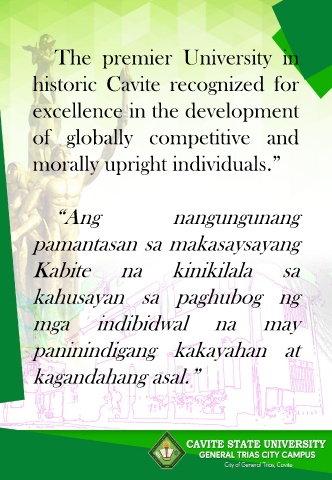 The premier University in
historic Cavite recognized for
excellence in the development
of globally competitive and
morally upright individuals.”
“Ang nangungunang
pamantasan sa makasaysayang
Kabite na kinikilala sa
kahusayan sa paghubog ng
mga indibidwal na may
paninindigang kakayahan at
kagandahang asal.”
CAVITE STATE UNIVERSITY
GENERAL TRIAS CITY CAMPUS
City of General Trias, Cavite